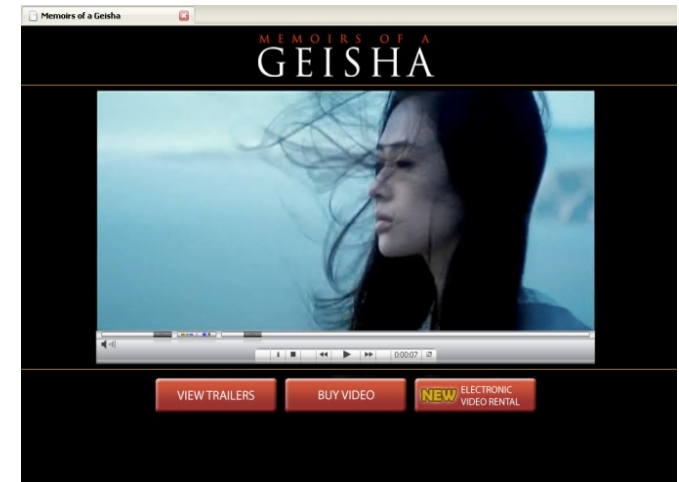 Memoirs of a Geisha
MEMOIRS OF A
GEISHA
0:00:07
VIEW TRAILERS
BUY VIDEO
NEW ELECTRONIC
VIDEO RENTAL